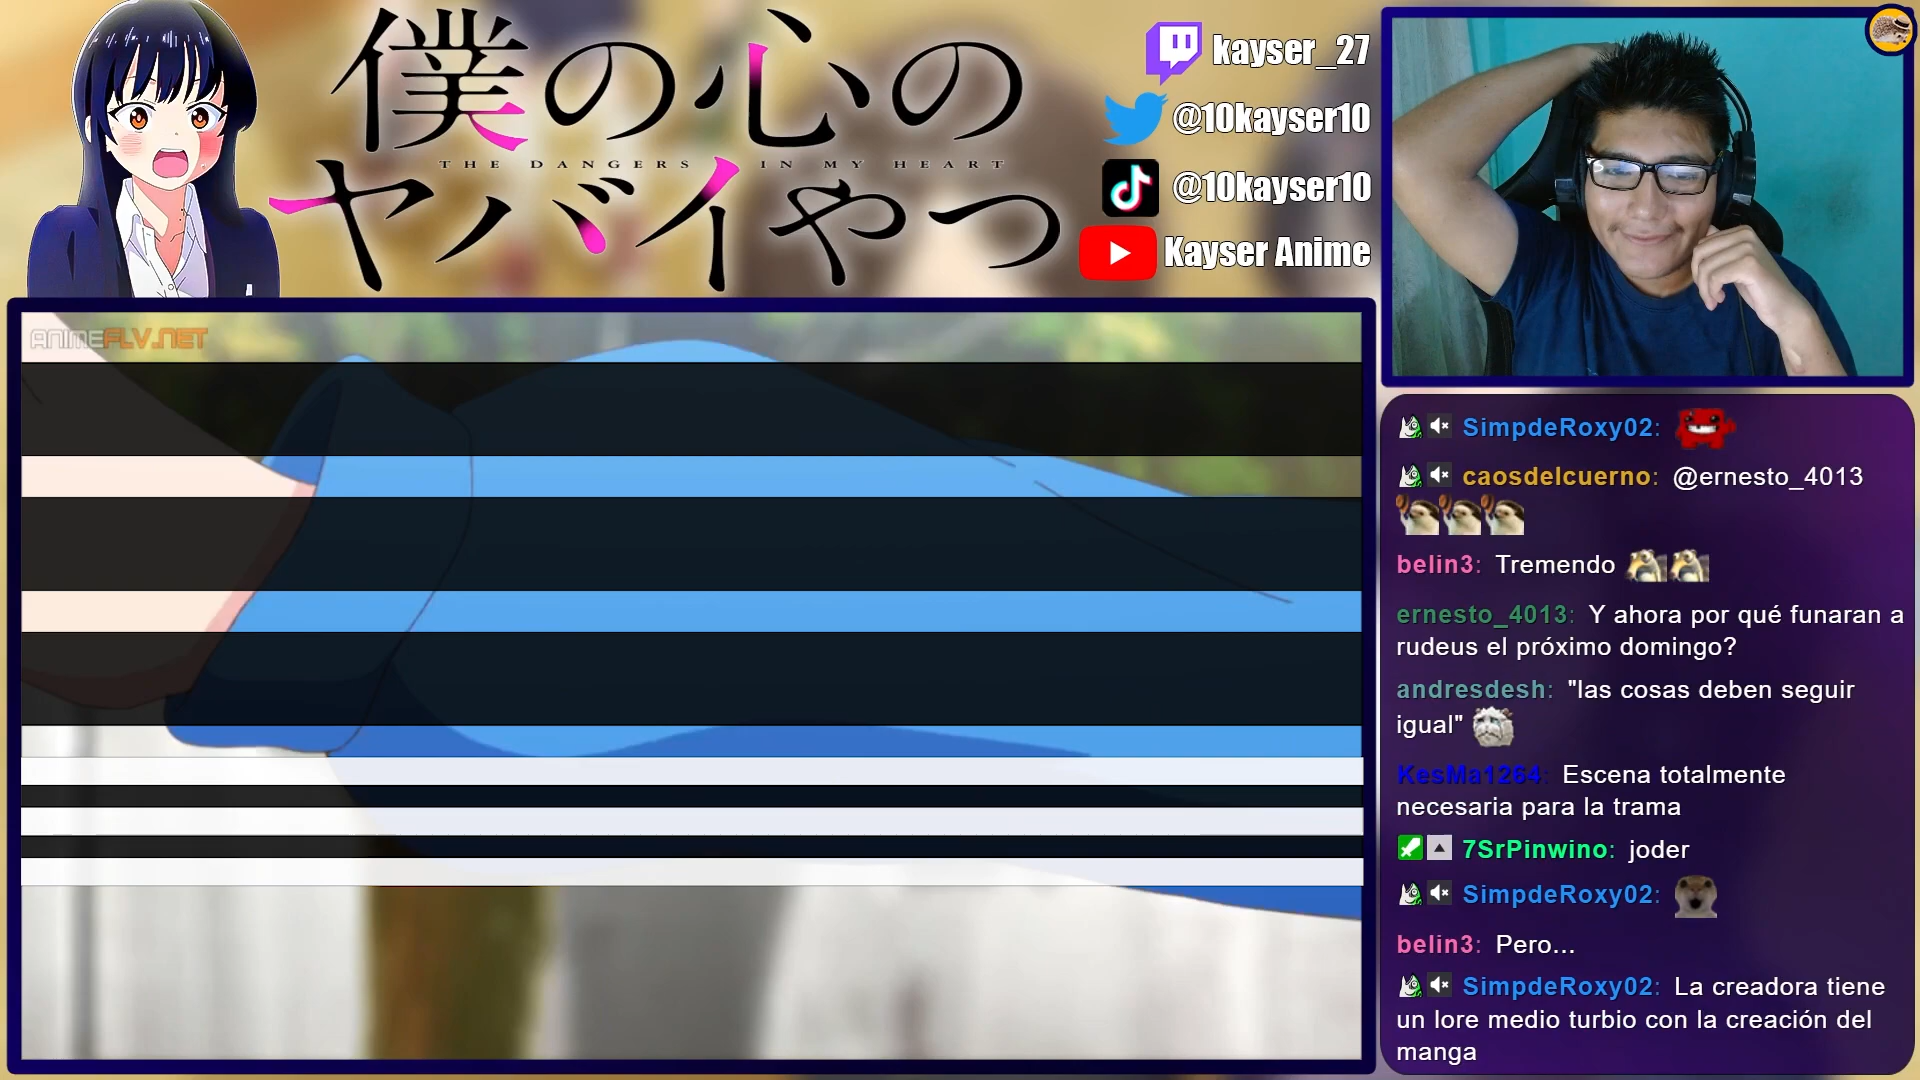 僕の心の
THE DANGERS IN MY HEART
ヤバイやつ
kayser_27
@10kayser10
@10kayser10
Kayser Anime
ANIMEFLV.NET
SimpdeRoxy02:
caosdelcuerno: @ernesto_4013
belin3: Tremendo
ernesto_4013: Y ahora por qué funaran a
rudeus el próximo domingo?
andresdesh: "las cosas deben seguir
igual"
KesMa1264: Escena totalmente
necesaria para la trama
7SrPinwino: joder
SimpdeRoxy02:
belin3: Pero...
SimpdeRoxy02: La creadora tiene
un lore medio turbio con la creación del
manga